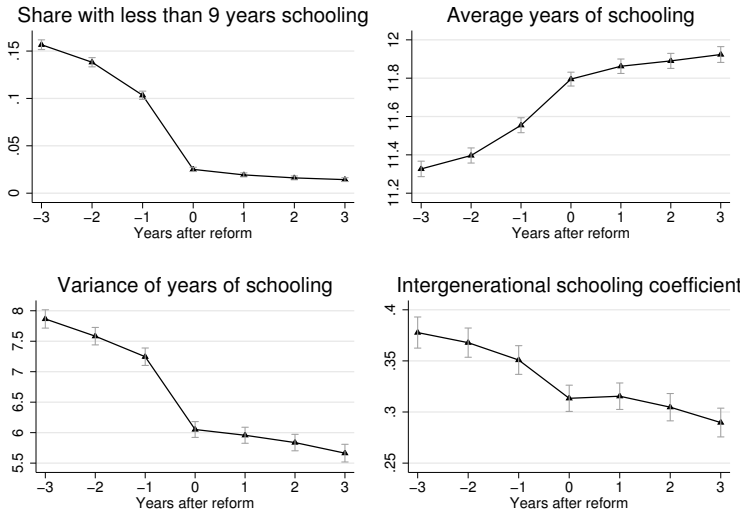 Share with less than 9 years schooling
.15
.1
.05
0
−3 −2 −1 0 1 2 3
Years after reform
Average years of schooling
12
11.8
11.6
11.4
11.2
−3 −2 −1 0 1 2 3
Years after reform
Variance of years of schooling
8
7.5
7
6.5
6
5.5
−3 −2 −1 0 1 2 3
Years after reform
Intergenerational schooling coefficient
.4
.35
.3
.25
−3 −2 −1 0 1 2 3
Years after reform